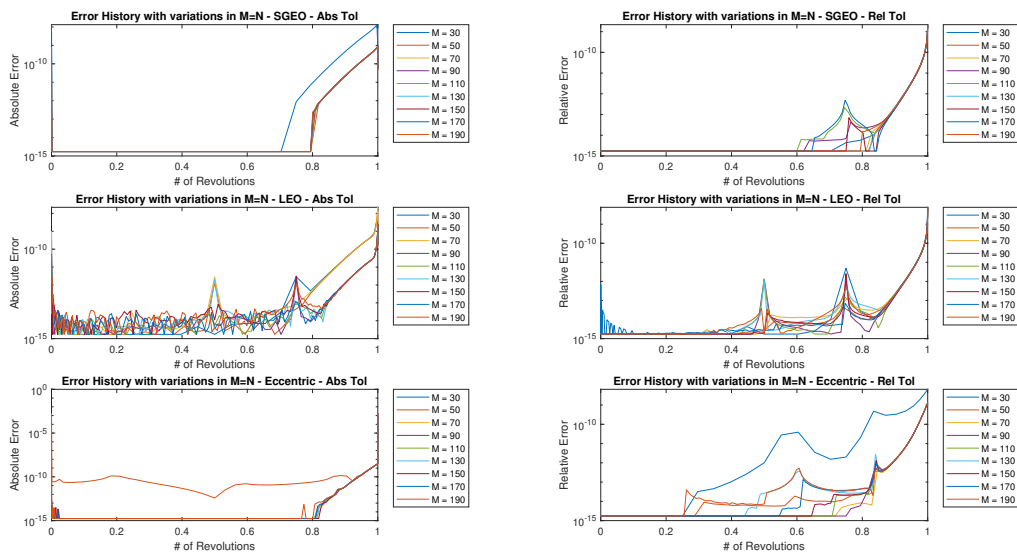 Error History with variations in M=N - SGEO - Abs Tol
Absolute Error
10^-10
10^-15
0 0.2 0.4 0.6 0.8 1
# of Revolutions
M = 30
M = 50
M = 70
M = 90
M = 110
M = 130
M = 150
M = 170
M = 190
Error History with variations in M=N - SGEO - Rel Tol
Relative Error
10^-10
10^-15
0 0.2 0.4 0.6 0.8 1
# of Revolutions
M = 30
M = 50
M = 70
M = 90
M = 110
M = 130
M = 150
M = 170
M = 190
Error History with variations in M=N - LEO - Abs Tol
Absolute Error
10^-10
10^-15
0 0.2 0.4 0.6 0.8 1
# of Revolutions
M = 30
M = 50
M = 70
M = 90
M = 110
M = 130
M = 150
M = 170
M = 190
Error History with variations in M=N - LEO - Rel Tol
Relative Error
10^-10
10^-15
0 0.2 0.4 0.6 0.8 1
# of Revolutions
M = 30
M = 50
M = 70
M = 90
M = 110
M = 130
M = 150
M = 170
M = 190
Error History with variations in M=N - Eccentric - Abs Tol
Absolute Error
10^0
10^-5
10^-10
10^-15
0 0.2 0.4 0.6 0.8 1
# of Revolutions
M = 30
M = 50
M = 70
M = 90
M = 110
M = 130
M = 150
M = 170
M = 190
Error History with variations in M=N - Eccentric - Rel Tol
Relative Error
10^-10
10^-15
0 0.2 0.4 0.6 0.8 1
# of Revolutions
M = 30
M = 50
M = 70
M = 90
M = 110
M = 130
M = 150
M = 170
M = 190